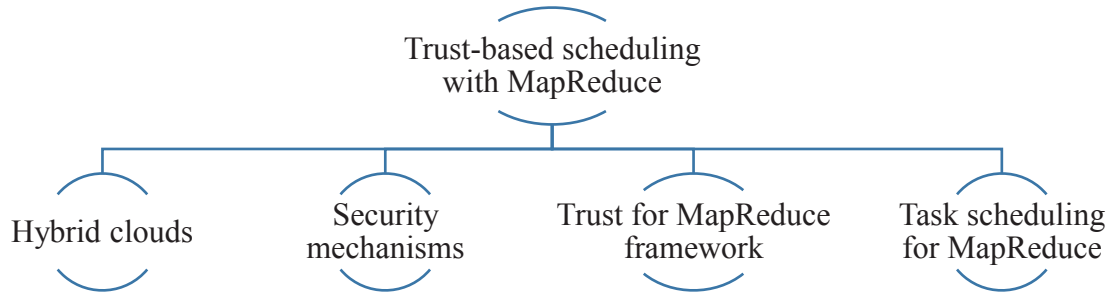 Trust-based scheduling
with MapReduce
Hybrid clouds
Security
mechanisms
Trust for MapReduce
framework
Task scheduling
for MapReduce